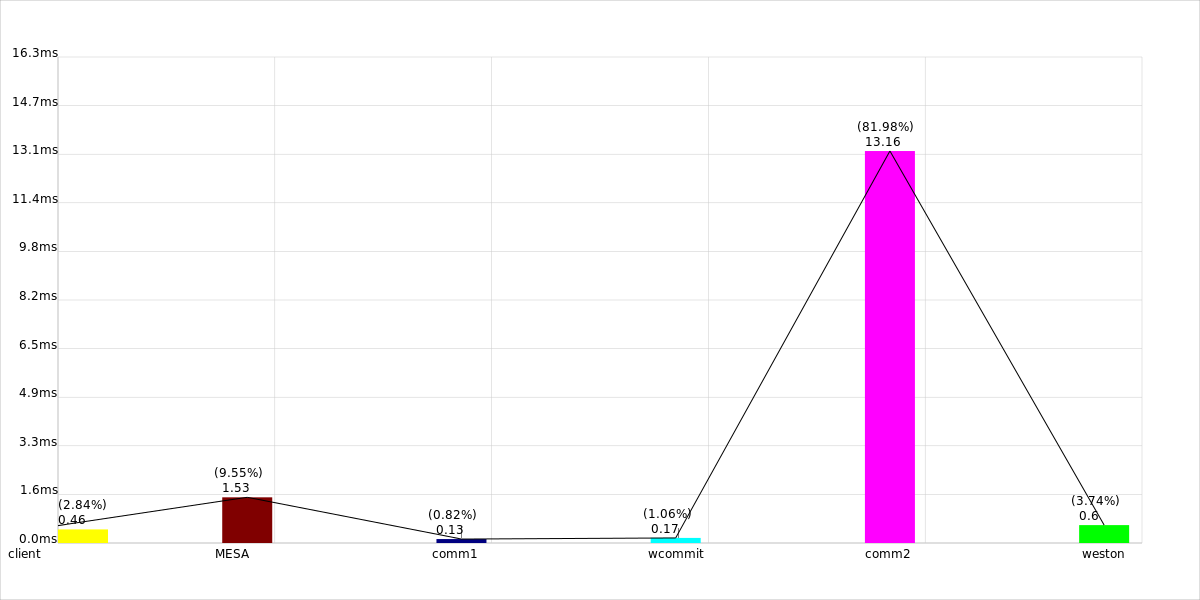 16.3ms
14.7ms
13.1ms
11.4ms
9.8ms
8.2ms
6.5ms
4.9ms
3.3ms
1.6ms
0.0ms
(2.84%)
0.46
(9.55%)
1.53
(0.82%)
0.13
(1.06%)
0.17
(81.98%)
13.16
(3.74%)
0.6
client MESA comm1 wcommit comm2 weston